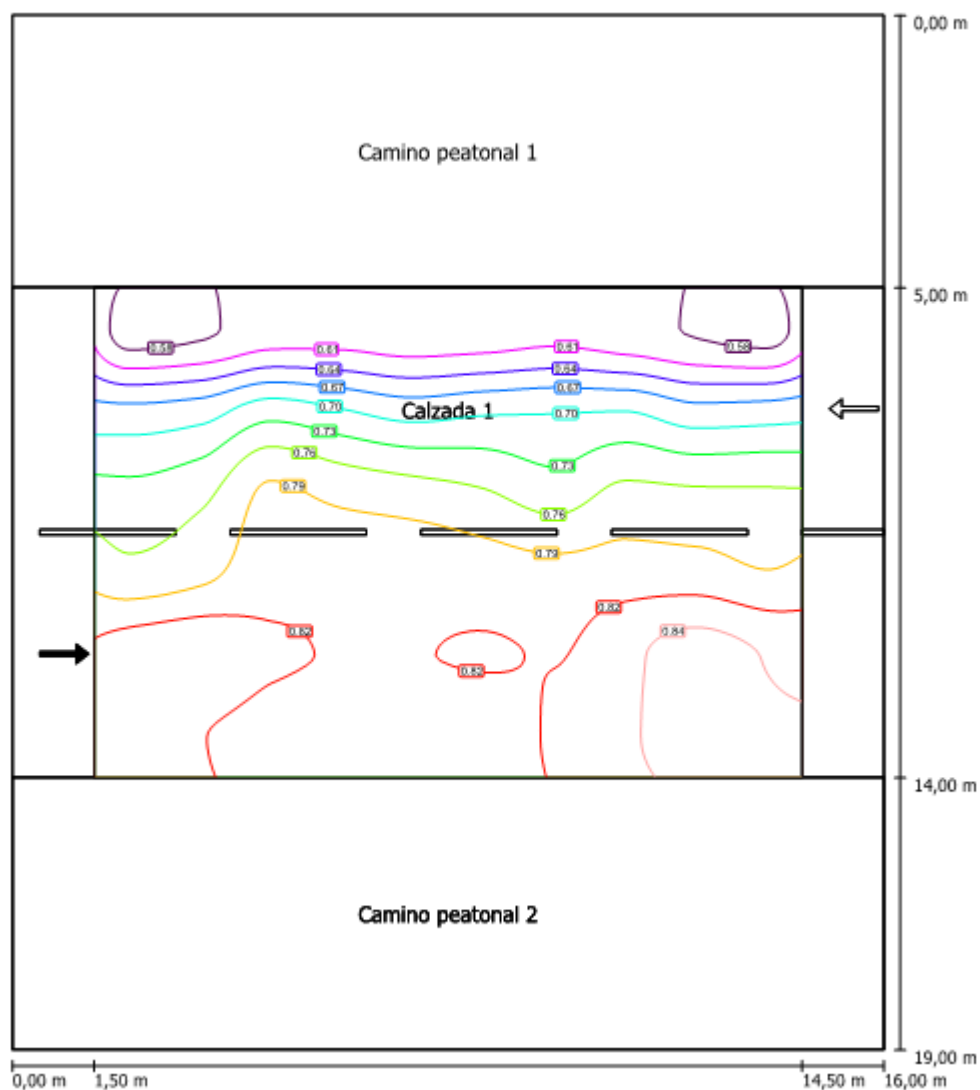 0,00 m
Camino peatonal 1
5,00 m
0.58
0.58
0.61
0.61
0.64
0.64
0.67
0.67
0.70
Calzada 1
0.70
0.73
0.73
0.76
0.76
0.79
0.79
0.82
0.82
0.82
0.84
14,00 m
Camino peatonal 2
19,00 m
0,00 m
1,50 m
14,50 m
16,00 m